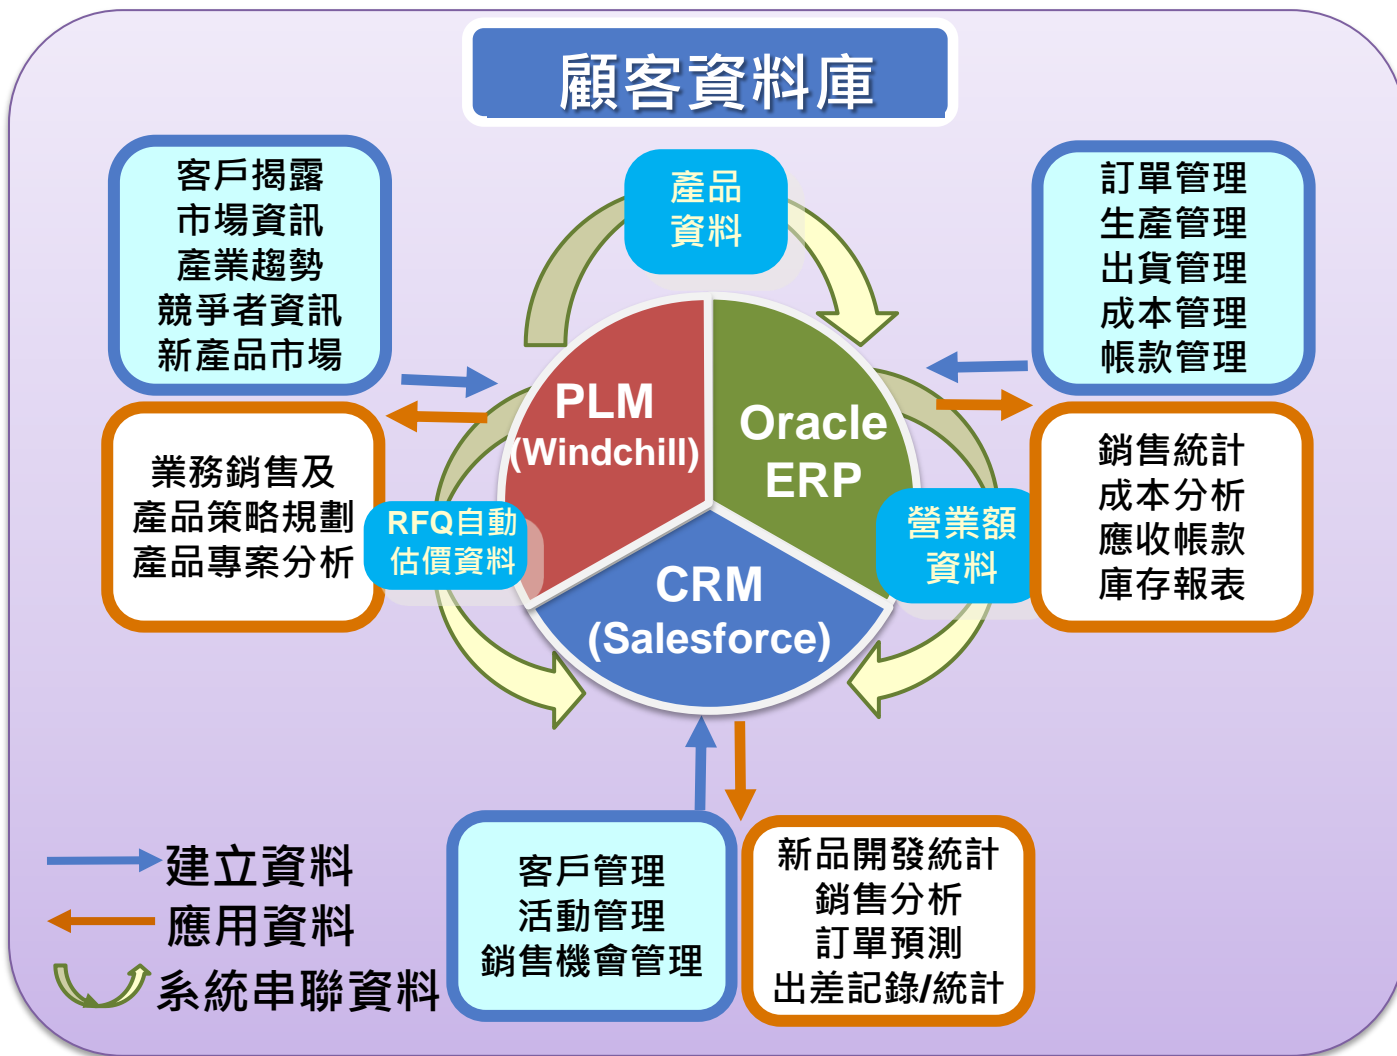 顧客資料庫
客戶揭露
市場資訊
產業趨勢
競爭者資訊
新產品市場
產品
資料
訂單管理
生產管理
出貨管理
成本管理
帳款管理
PLM
(Windchill)
Oracle
ERP
CRM
(Salesforce)
業務銷售及
產品策略規劃
產品專案分析
RFQ自動
估價資料
營業額
資料
銷售統計
成本分析
應收帳款
庫存報表
客戶管理
活動管理
銷售機會管理
新品開發統計
銷售分析
訂單預測
出差記錄/統計
建立資料
應用資料
系統串聯資料